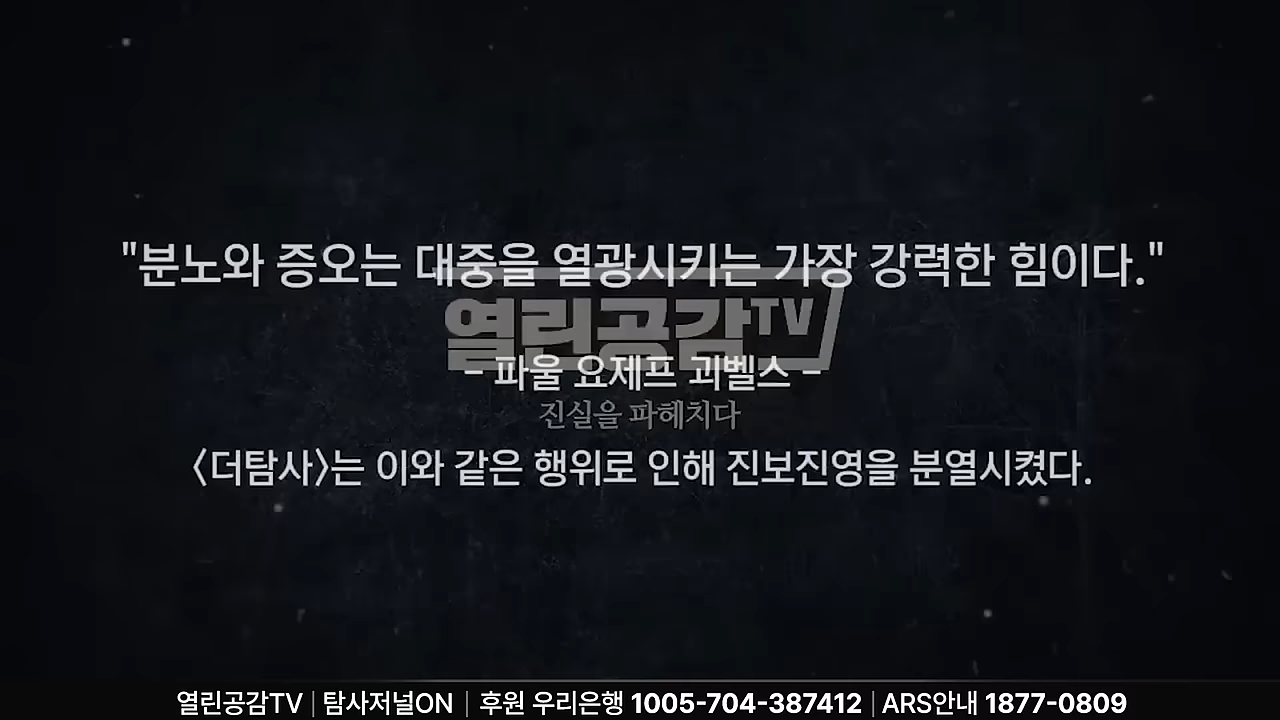 "분노와 증오는 대중을 열광시키는 가장 강력한 힘이다."
열린공감TV
- 파울 요제프 괴벨스 -
진실을 파헤치다
〈더탐사〉는 이와 같은 행위로 인해 진보진영을 분열시켰다.
열린공감TV | 탐사저널ON | 후원 우리은행 1005-704-387412 | ARS안내 1877-0809